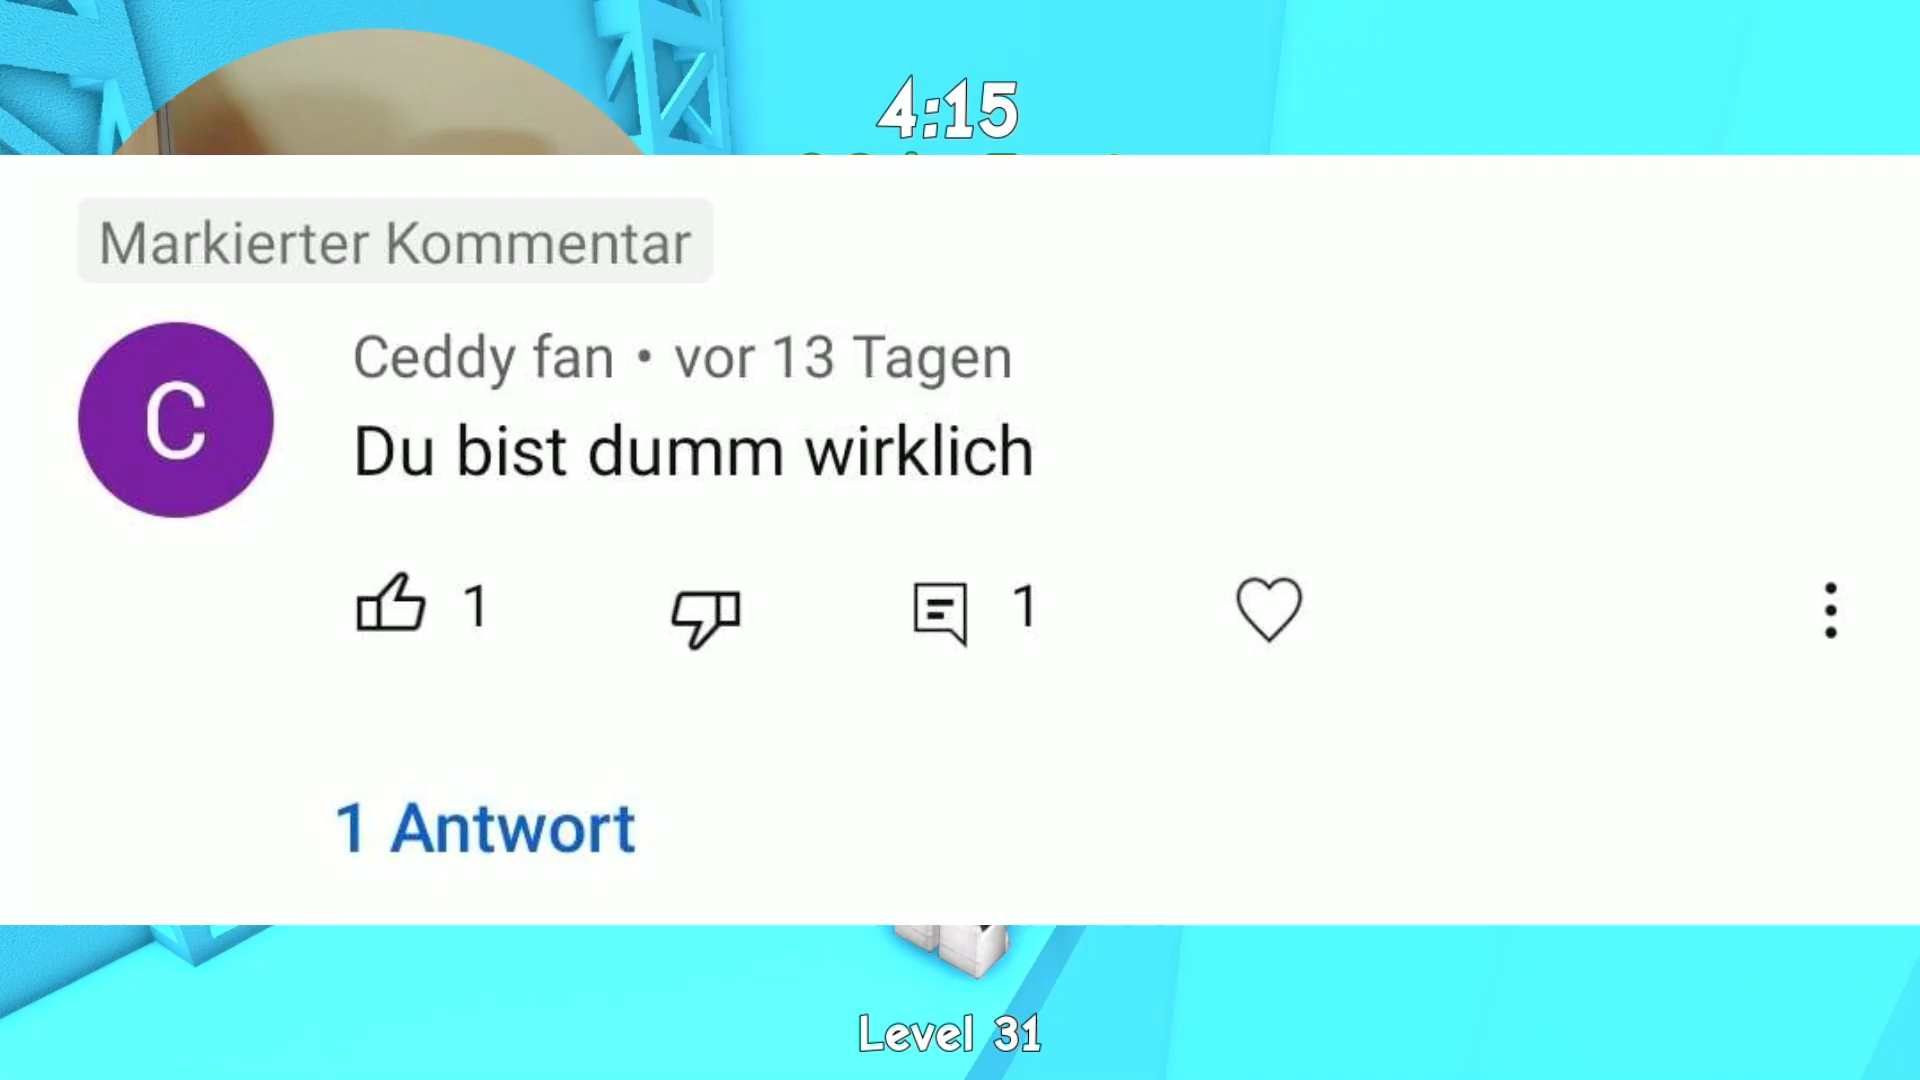 4:15
Markierter Kommentar
C
Ceddy fan • vor 13 Tagen
Du bist dumm wirklich
1
1
1 Antwort
Level 31